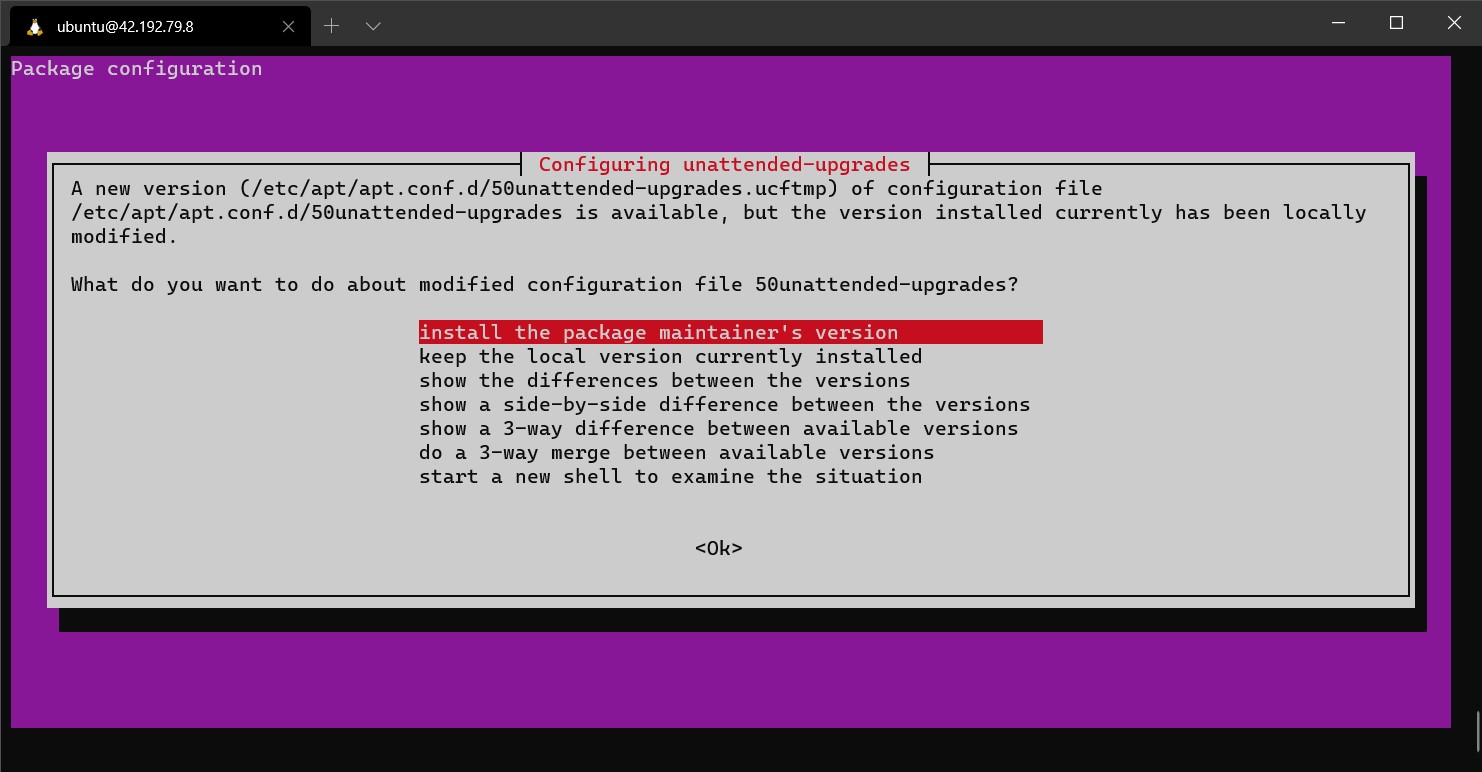 ubuntu@42.192.79.8
Package configuration
Configuring unattended-upgrades
A new version (/etc/apt/apt.conf.d/50unattended-upgrades.ucftmp) of configuration file
/etc/apt/apt.conf.d/50unattended-upgrades is available, but the version installed currently has been locally
modified.
What do you want to do about modified configuration file 50unattended-upgrades?
install the package maintainer's version
keep the local version currently installed
show the differences between the versions
show a side-by-side difference between the versions
show a 3-way difference between available versions
do a 3-way merge between available versions
start a new shell to examine the situation
<Ok>